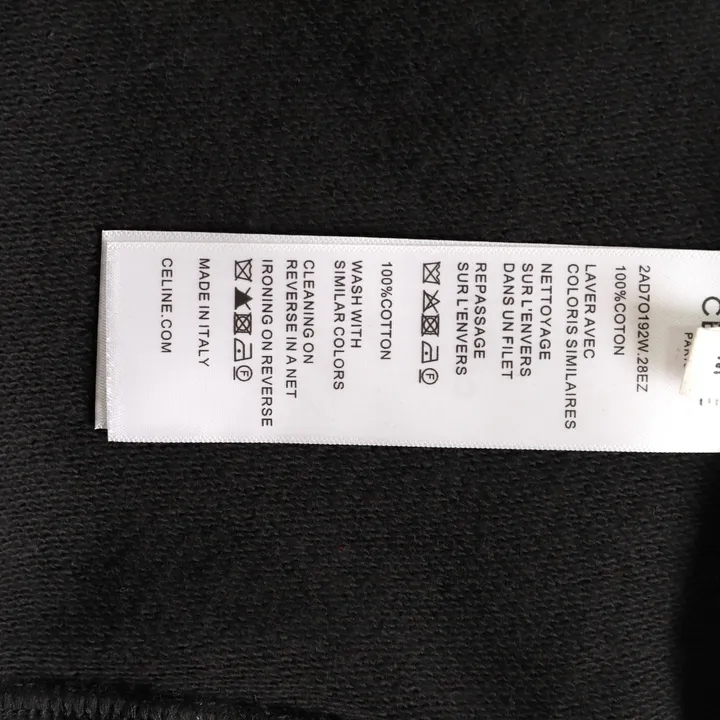 2AD7O192W.28EZ
100%COTON
LAVER AVEC
COLORIS SIMILAIRES
NETTOYAGE
SUR L'ENVERS
DANS UN FILET
REPASSAGE
SUR L'ENVERS
100%COTTON
WASH WITH
SIMILAR COLORS
CLEANING ON
REVERSE IN A NET
IRONING ON REVERSE
MADE IN ITALY
CELINE.COM